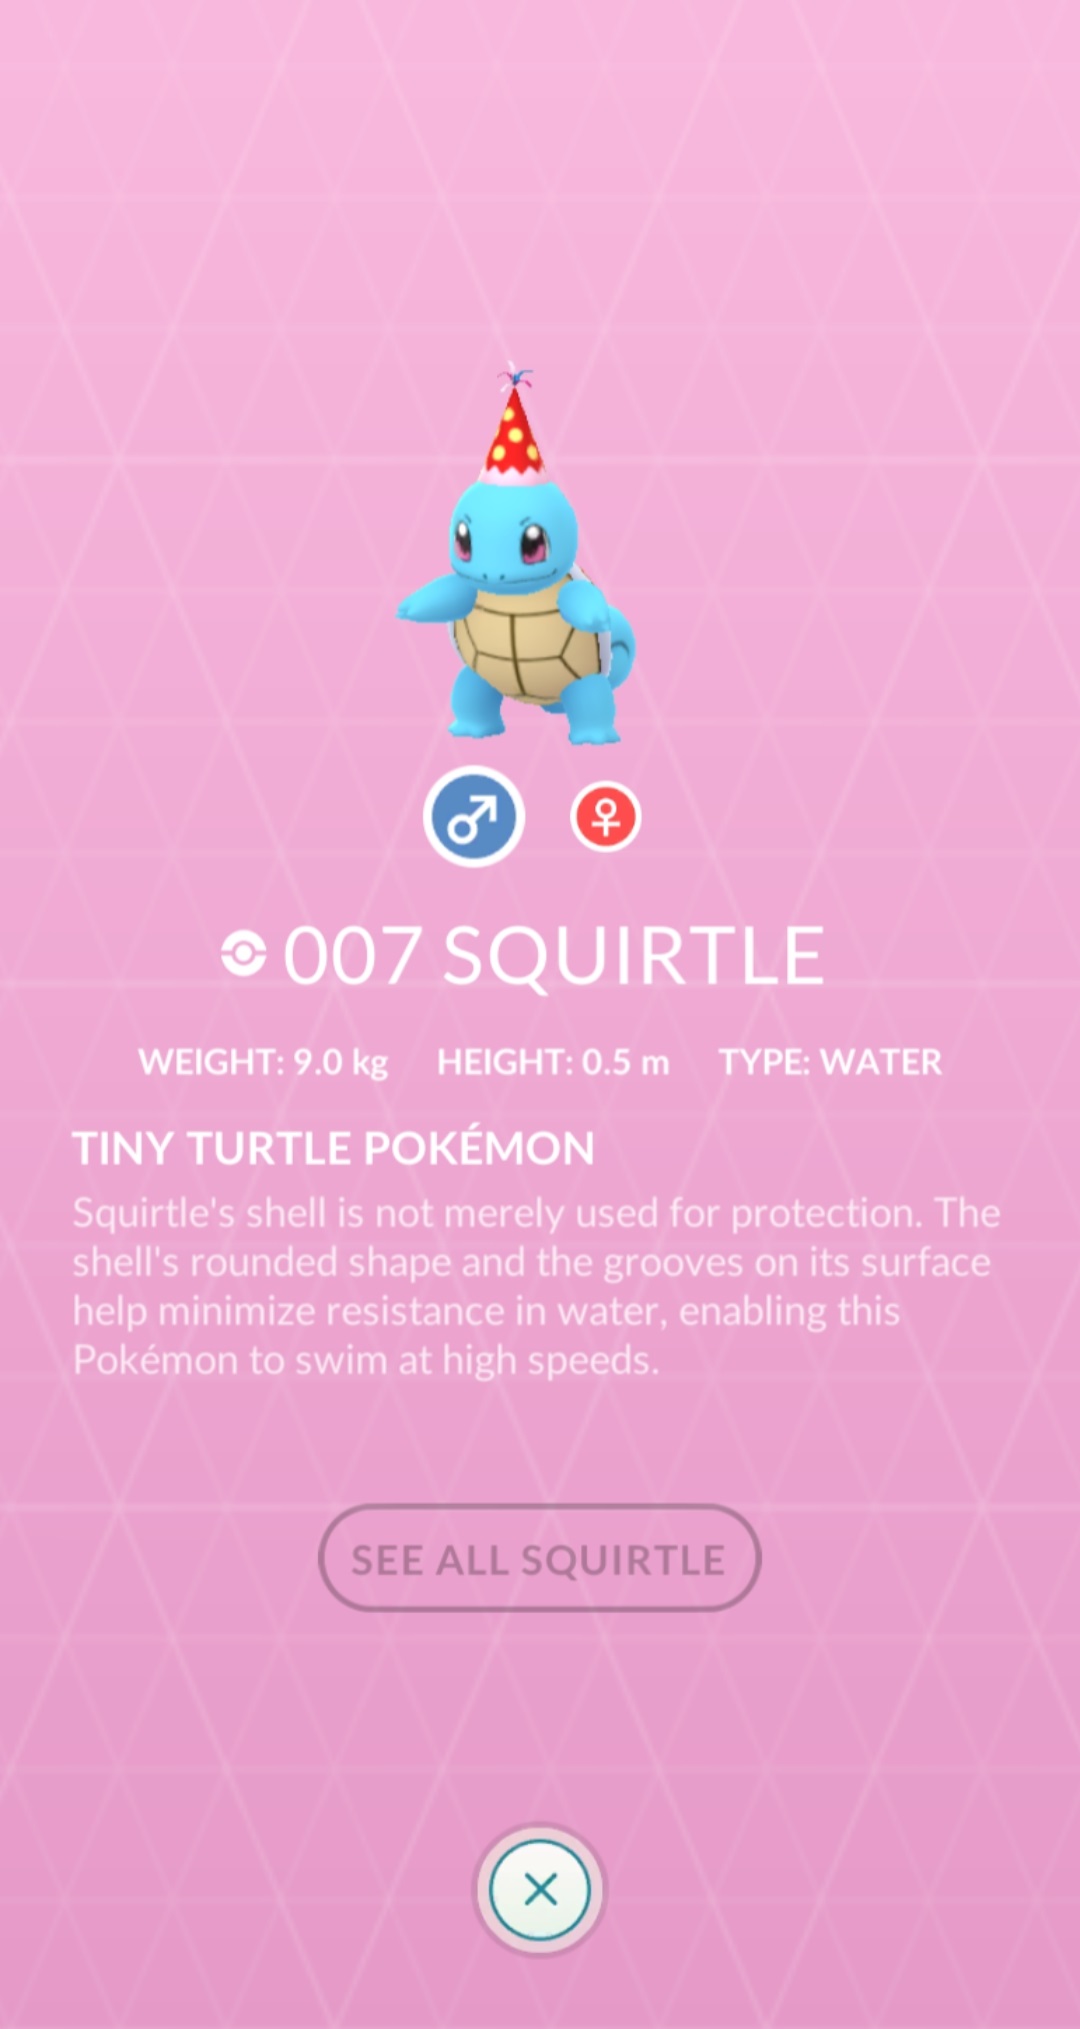 007 SQUIRTLE
WEIGHT: 9.0 kg HEIGHT: 0.5 m TYPE: WATER
TINY TURTLE POKÉMON
Squirtle's shell is not merely used for protection. The
shell's rounded shape and the grooves on its surface
help minimize resistance in water, enabling this
Pokémon to swim at high speeds.
SEE ALL SQUIRTLE